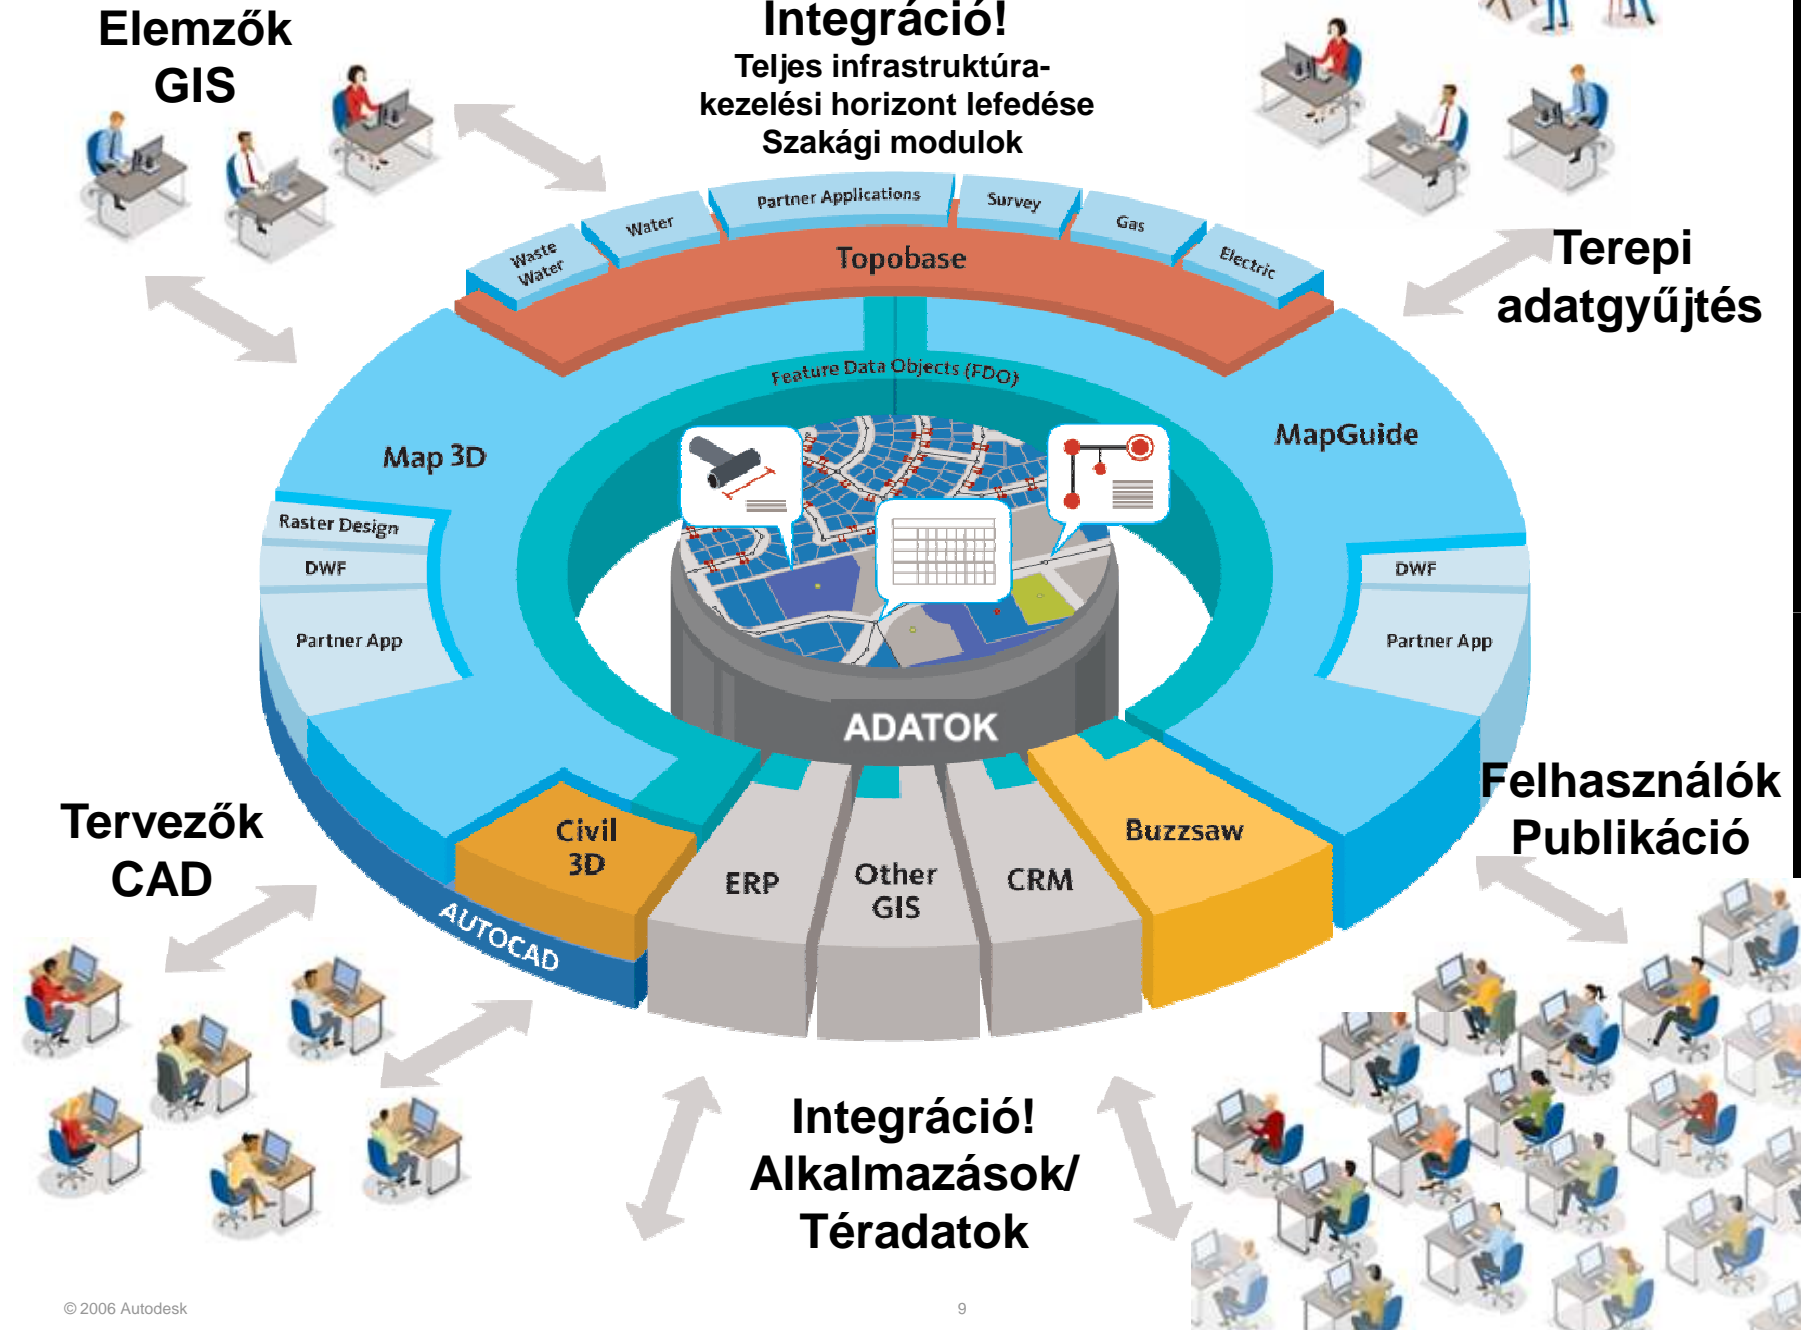 Elemzők
GIS
Integráció!
Teljes infrastruktúra-
kezelési horizont lefedése
Szakági modulok
Terepi
adatgyűjtés
Waste
Water
Water
Partner Applications
Survey
Gas
Electric
Topobase
Feature Data Objects (FDO)
Map 3D
MapGuide
Raster Design
DWF
Partner App
DWF
Partner App
ADATOK
Tervezők
CAD
Felhasználók
Publikáció
Civil
3D
ERP
Other
GIS
CRM
Buzzsaw
AUTOCAD
Integráció!
Alkalmazások/
Téradatok
© 2006 Autodesk
9